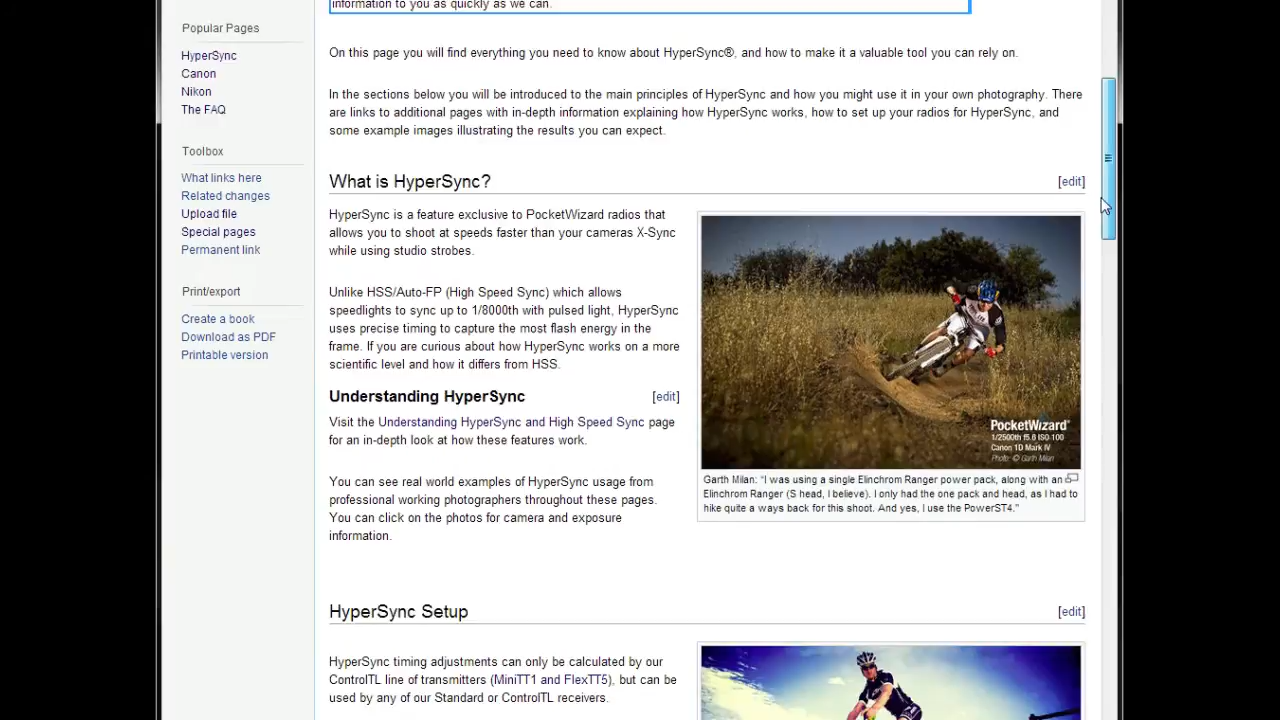 information to you as quickly as we can.
Popular Pages
HyperSync
Canon
Nikon
The FAQ
Toolbox
What links here
Related changes
Upload file
Special pages
Permanent link
Print/export
Create a book
Download as PDF
Printable version
On this page you will find everything you need to know about HyperSync®, and how to make it a valuable tool you can rely on.
In the sections below you will be introduced to the main principles of HyperSync and how you might use it in your own photography. There
are links to additional pages with in-depth information explaining how HyperSync works, how to set up your radios for HyperSync, and
some example images illustrating the results you can expect.
What is HyperSync? [edit]
HyperSync is a feature exclusive to PocketWizard radios that
allows you to shoot at speeds faster than your cameras X-Sync
while using studio strobes.
Unlike HSS/Auto-FP (High Speed Sync) which allows
speedlights to sync up to 1/8000th with pulsed light, HyperSync
uses precise timing to capture the most flash energy in the
frame. If you are curious about how HyperSync works on a more
scientific level and how it differs from HSS.
Understanding HyperSync [edit]
Visit the Understanding HyperSync and High Speed Sync page
for an in-depth look at how these features work.
You can see real world examples of HyperSync usage from
professional working photographers throughout these pages.
You can click on the photos for camera and exposure
information.
PocketWizard
1/2500th f5.6 ISO 100
Canon 1D Mark IV
Photo: © Garth Milan
Garth Milan: "I was using a single Elinchrom Ranger power pack, along with an
Elinchrom Ranger (S head, I believe). I only had the one pack and head, as I had to
hike quite a ways back for this shoot. And yes, I use the PowerST4."
HyperSync Setup [edit]
HyperSync timing adjustments can only be calculated by our
ControlTL line of transmitters (MiniTT1 and FlexTT5), but can be
used by any of our Standard or ControlTL receivers.